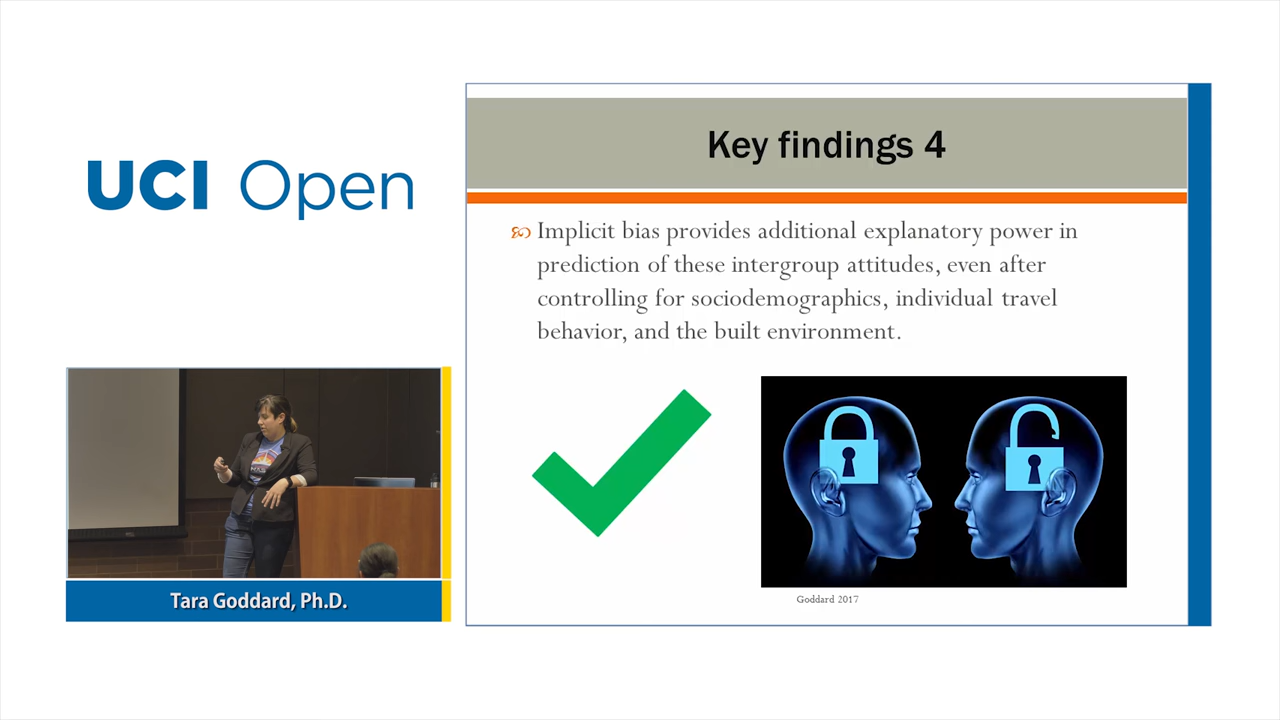 UCI Open
Key findings 4
Implicit bias provides additional explanatory power in
prediction of these intergroup attitudes, even after
controlling for sociodemographics, individual travel
behavior, and the built environment.
Goddard 2017
Tara Goddard, Ph.D.